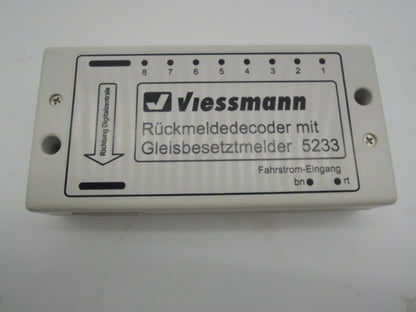 8 7 6 5 4 3 2 1
Viessmann
Richtung Digitalzentrale
Rückmeldedecoder mit
Gleisbesetztmelder 5233
Fahrstrom-Eingang
bn rt